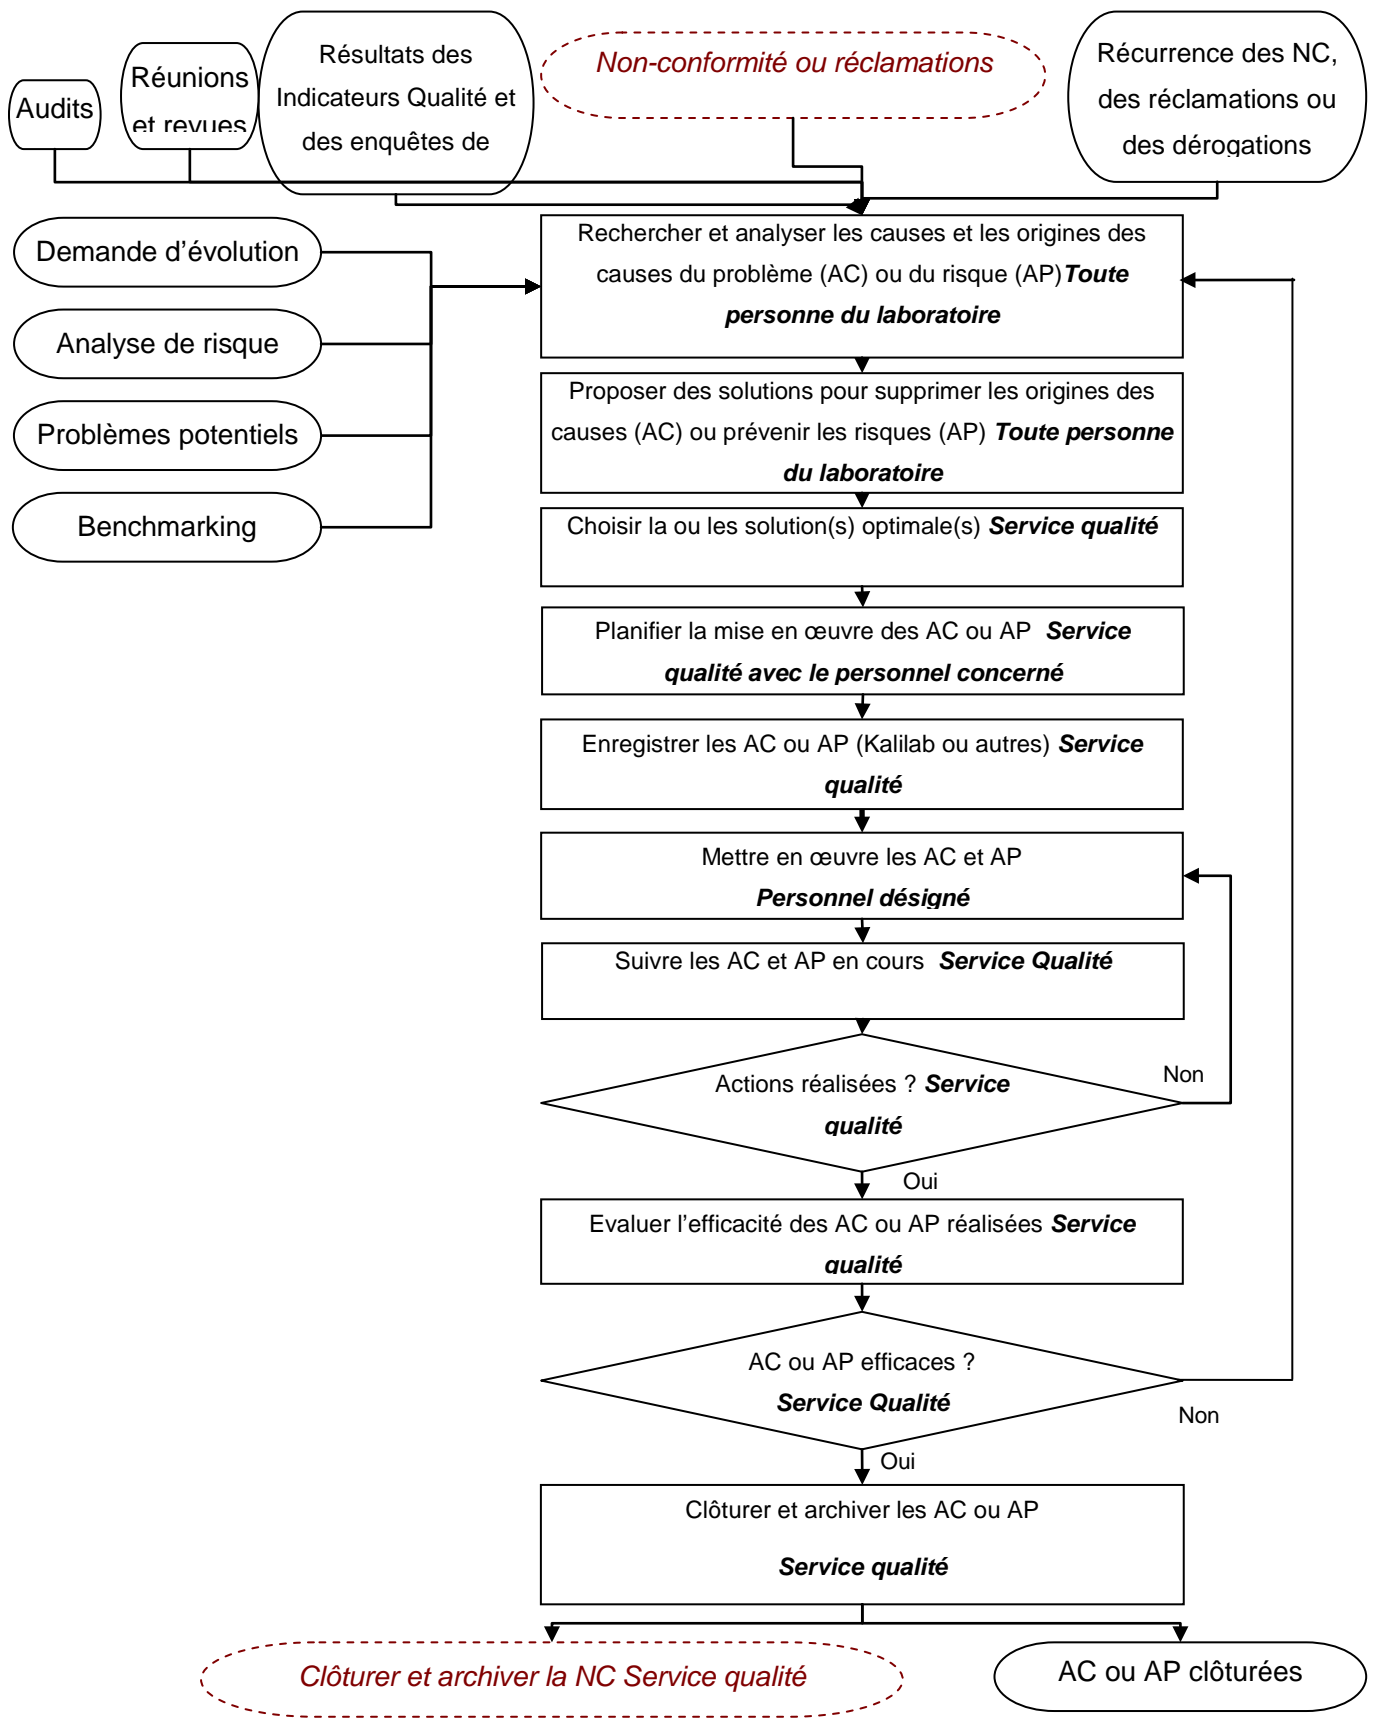 Audits
Réunions
et revues
Résultats des
Indicateurs Qualité et
des enquêtes de
Non-conformité ou réclamations
Récurrence des NC,
des réclamations ou
des dérogations
Demande d’évolution
Analyse de risque
Problèmes potentiels
Benchmarking
Rechercher et analyser les causes et les origines des
causes du problème (AC) ou du risque (AP)Toute
personne du laboratoire
Proposer des solutions pour supprimer les origines des
causes (AC) ou prévenir les risques (AP) Toute personne
du laboratoire
Choisir la ou les solution(s) optimale(s) Service qualité
Planifier la mise en œuvre des AC ou AP Service
qualité avec le personnel concerné
Enregistrer les AC ou AP (Kalilab ou autres) Service
qualité
Mettre en œuvre les AC et AP
Personnel désigné
Suivre les AC et AP en cours Service Qualité
Actions réalisées ? Service
qualité
Non
Oui
Evaluer l’efficacité des AC ou AP réalisées Service
qualité
AC ou AP efficaces ?
Service Qualité
Non
Oui
Clôturer et archiver les AC ou AP
Service qualité
Clôturer et archiver la NC Service qualité
AC ou AP clôturées